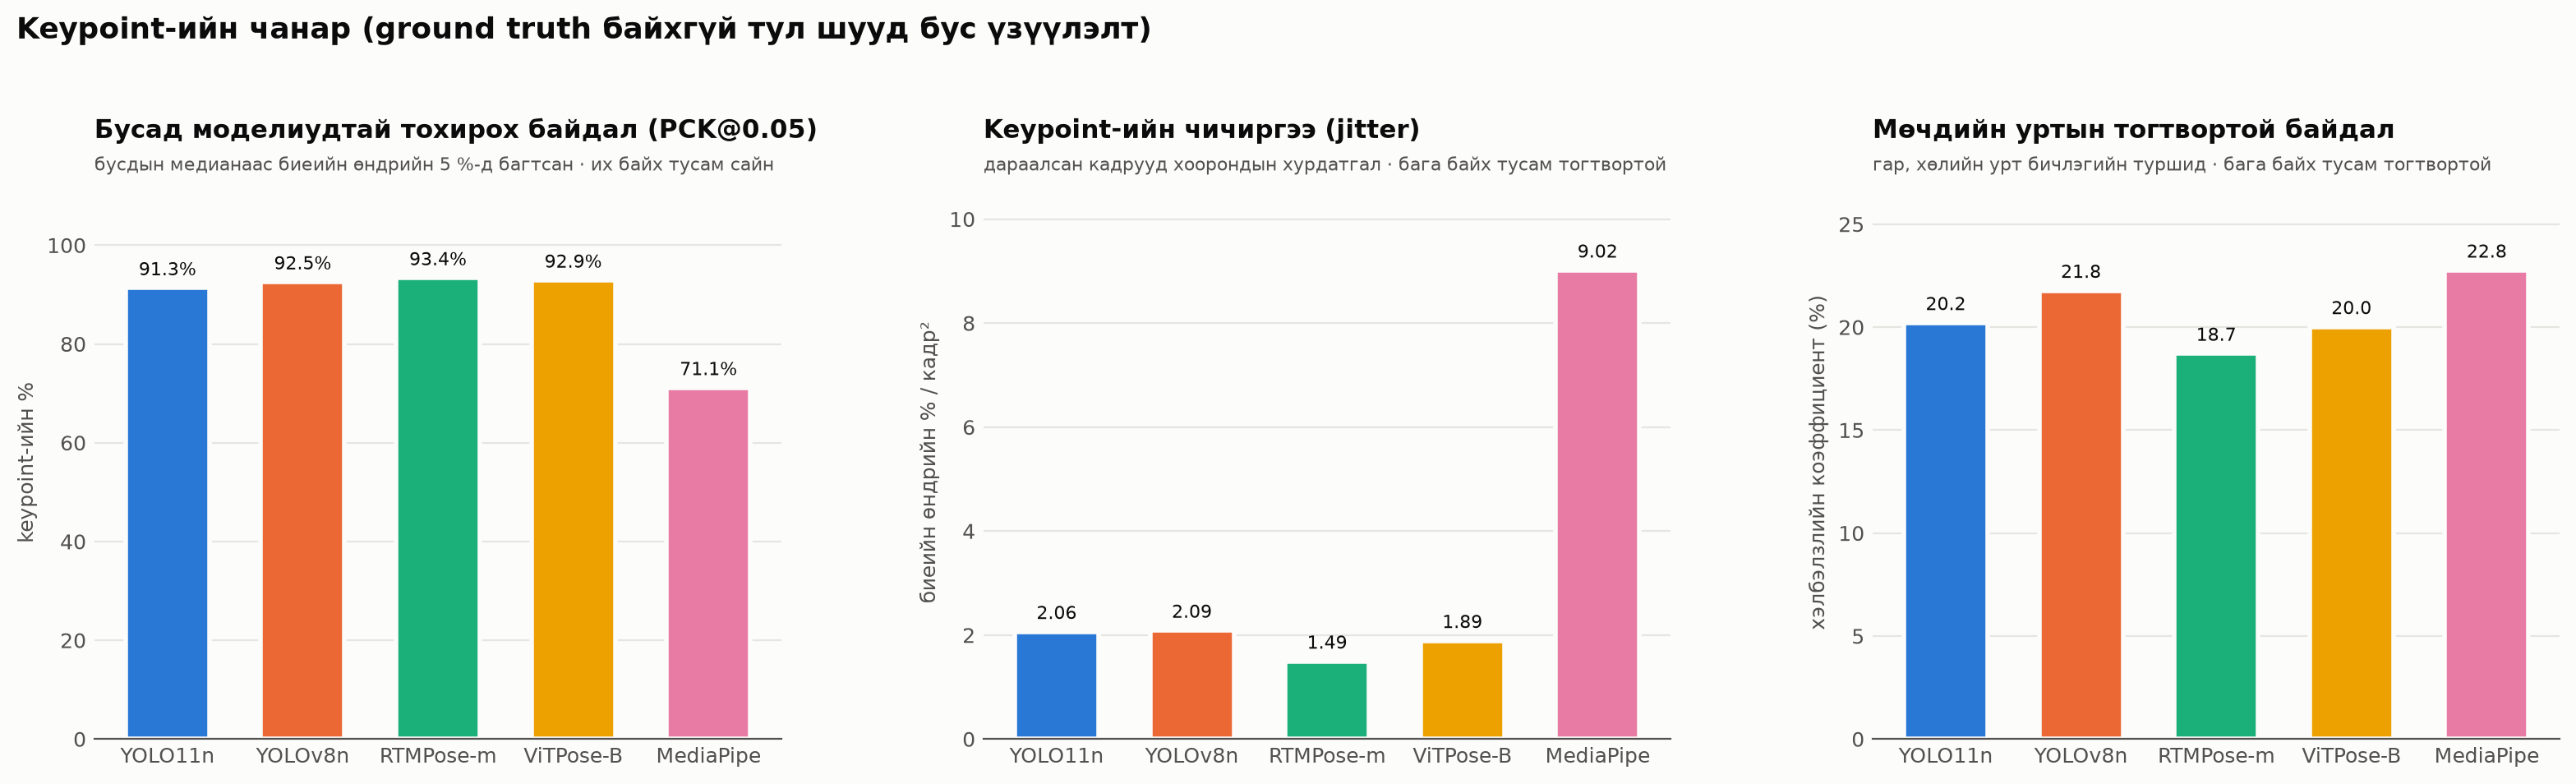 Keypoint-ийн чанар (ground truth байхгүй тул шууд бус үзүүлэлт)
Бусад моделиудтай тохирох байдал (PCK@0.05)
бусдын медианаас биеийн өндрийн 5 %-д багтсан · их байх тусам сайн
keypoint-ийн %
100
80
60
40
20
0
91.3%
92.5%
93.4%
92.9%
71.1%
YOLO11n
YOLOv8n
RTMPose-m
ViTPose-B
MediaPipe
Keypoint-ийн чичиргээ (jitter)
дараалсан кадрууд хоорондын хурдатгал · бага байх тусам тогтвортой
биеийн өндрийн % / кадр²
10
8
6
4
2
0
2.06
2.09
1.49
1.89
9.02
YOLO11n
YOLOv8n
RTMPose-m
ViTPose-B
MediaPipe
Мөчдийн уртын тогтвортой байдал
гар, хөлийн урт бичлэгийн туршид · бага байх тусам тогтвортой
хэлбэлзлийн коэффициент (%)
25
20
15
10
5
0
20.2
21.8
18.7
20.0
22.8
YOLO11n
YOLOv8n
RTMPose-m
ViTPose-B
MediaPipe